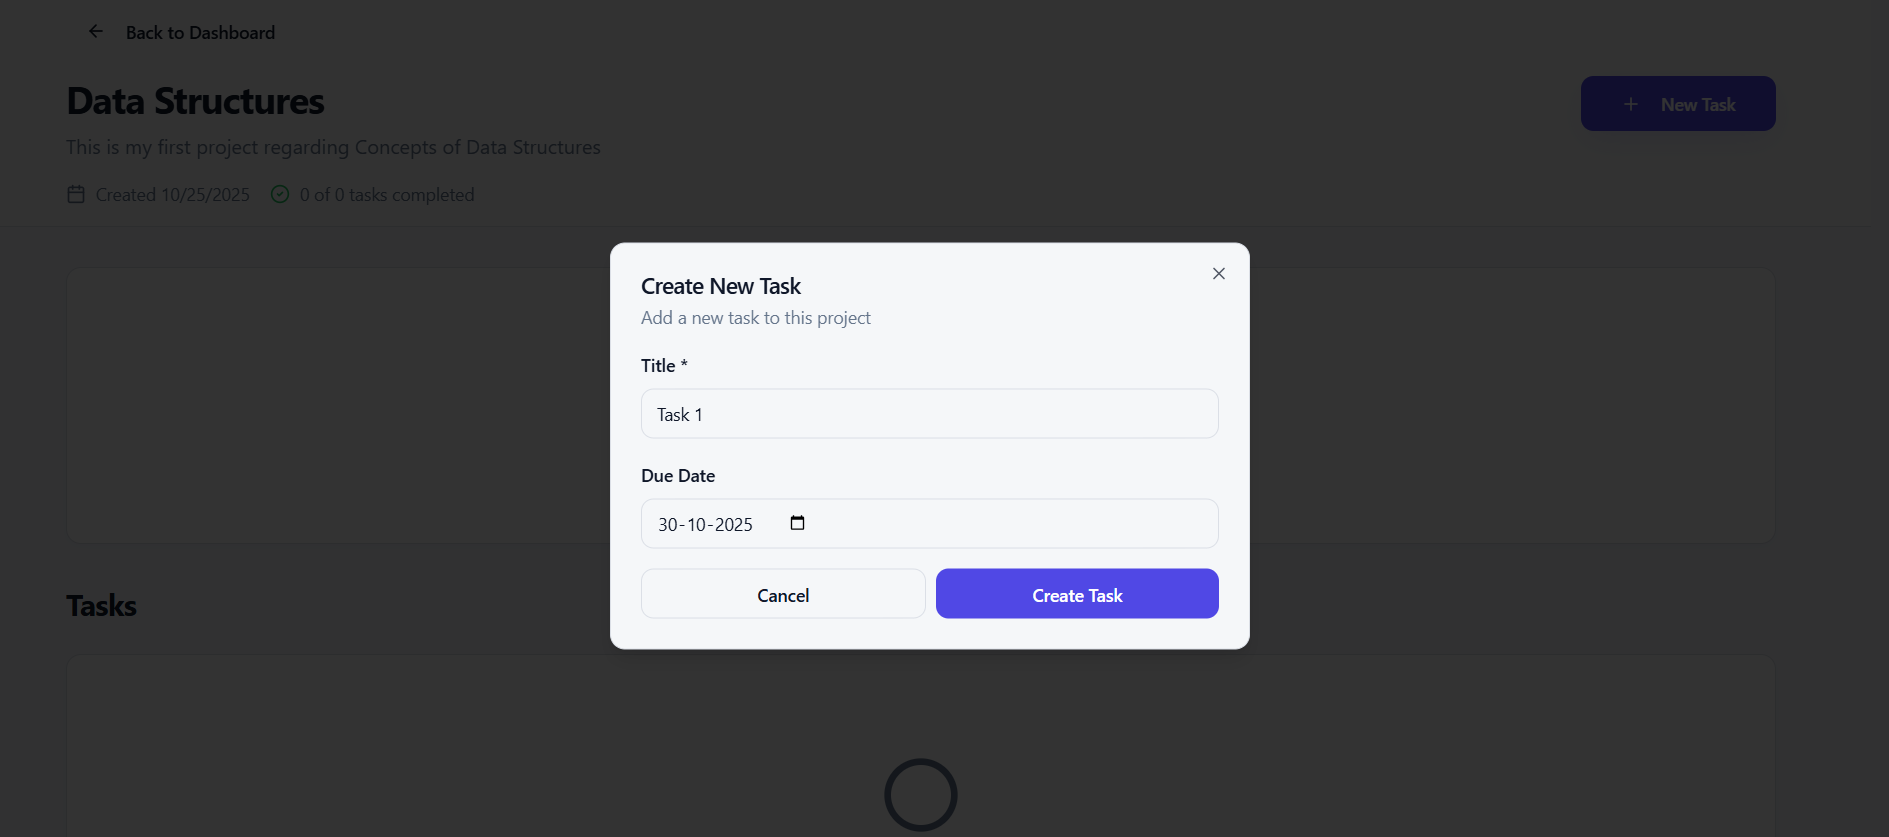 Back to Dashboard
Data Structures
New Task
This is my first project regarding Concepts of Data Structures
Created 10/25/2025 0 of 0 tasks completed
Create New Task
Add a new task to this project
Title *
Task 1
Due Date
30-10-2025
Cancel Create Task
Tasks